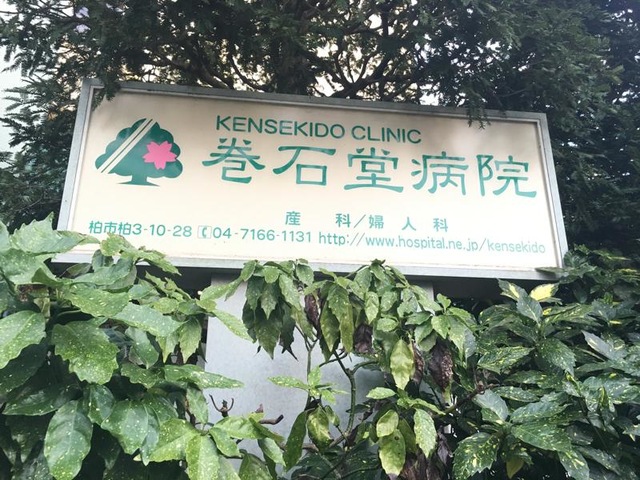 KENSEKIDO CLINIC
巻石堂病院
産 科/婦 人 科
柏市柏3-10-28 ☎04-7166-1131 http://www.hospital.ne.jp/kensekido